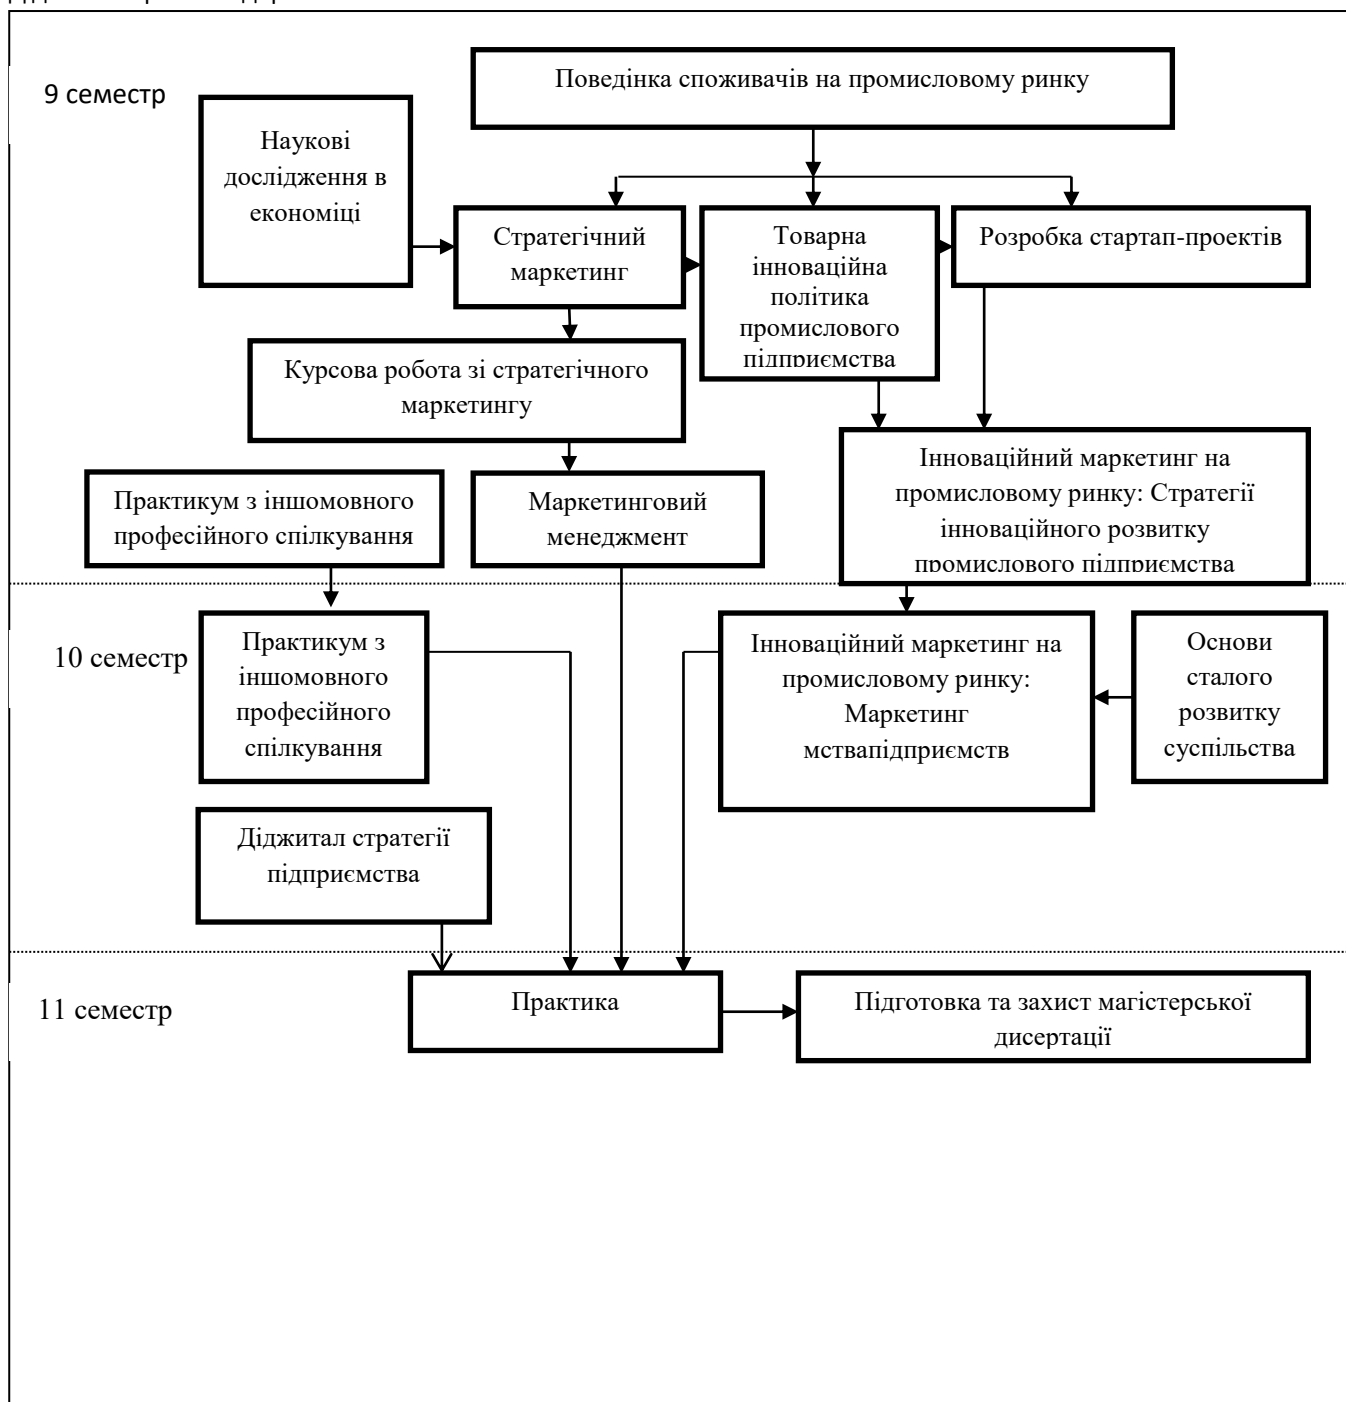 9 семестр
Поведінка споживачів на промисловому ринку
Наукові
дослідження в
економіці
Стратегічний
маркетинг
Товарна
інноваційна
політика
промислового
підприємства
Розробка стартап-проектів
Курсова робота зі стратегічного
маркетингу
Практикум з іншомовного
професійного спілкування
Маркетинговий
менеджмент
Інноваційний маркетинг на
промисловому ринку: Стратегії
інноваційного розвитку
промислового підприємства
10 семестр
Практикум з
іншомовного
професійного
спілкування
Інноваційний маркетинг на
промисловому ринку:
Маркетинг
мствапідприємств
Основи
сталого
розвитку
суспільства
Діджитал стратегії
підприємства
11 семестр
Практика
Підготовка та захист магістерської
дисертації